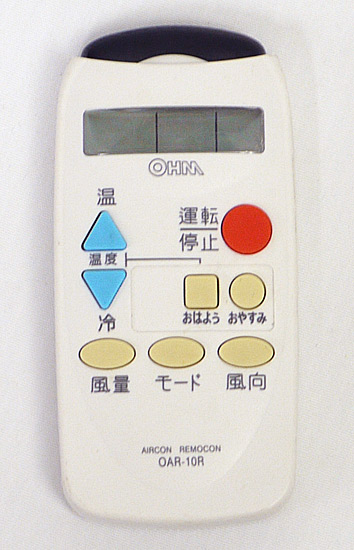 OHM
温
運転
停止
温度
冷
おはよう おやすみ
風量 モード 風向
AIRCON REMOCON
OAR-10R